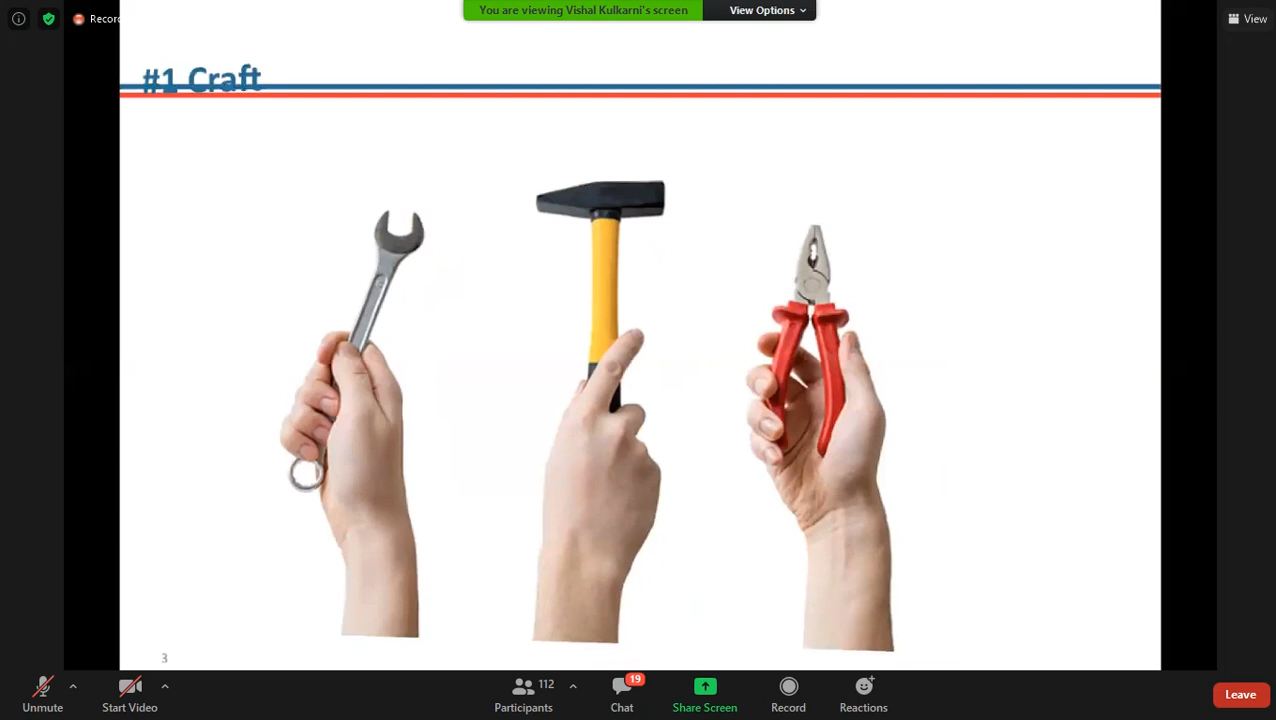 You are viewing Vishal Kulkarni's screen
View Options
Record
View
#1 Craft
3
Unmute
Start Video
112
Participants
19
Chat
Share Screen
Record
Reactions
Leave